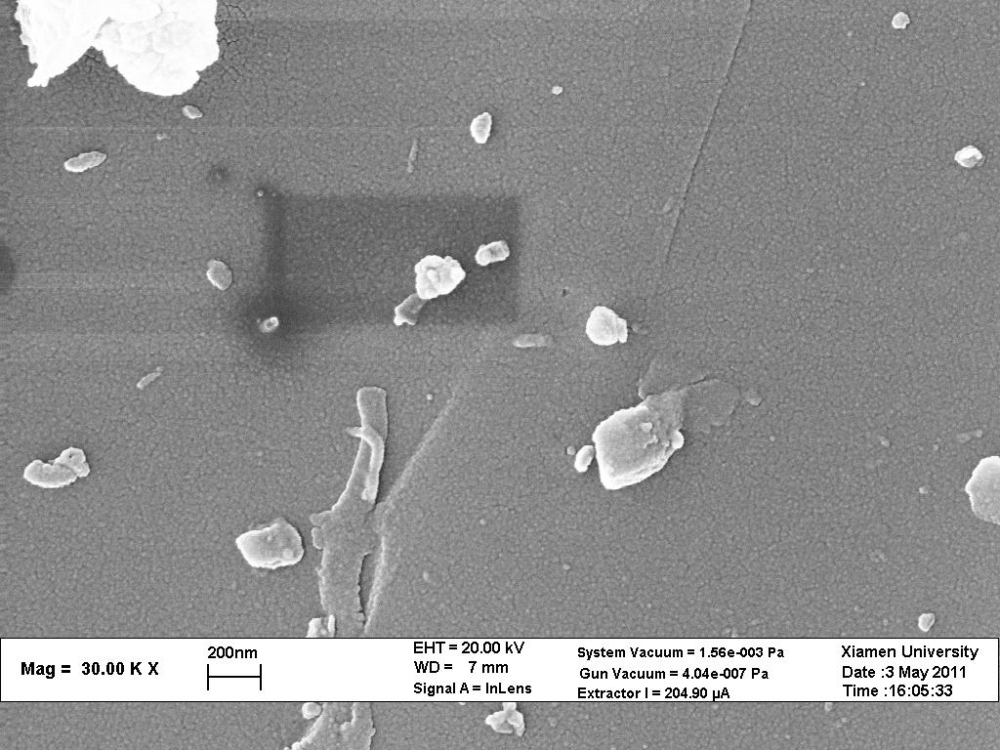 Mag = 30.00 K X
200nm
EHT = 20.00 kV
WD = 7 mm
Signal A = InLens
System Vacuum = 1.56e-003 Pa
Gun Vacuum = 4.04e-007 Pa
Extractor I = 204.90 µA
Xiamen University
Date :3 May 2011
Time :16:05:33